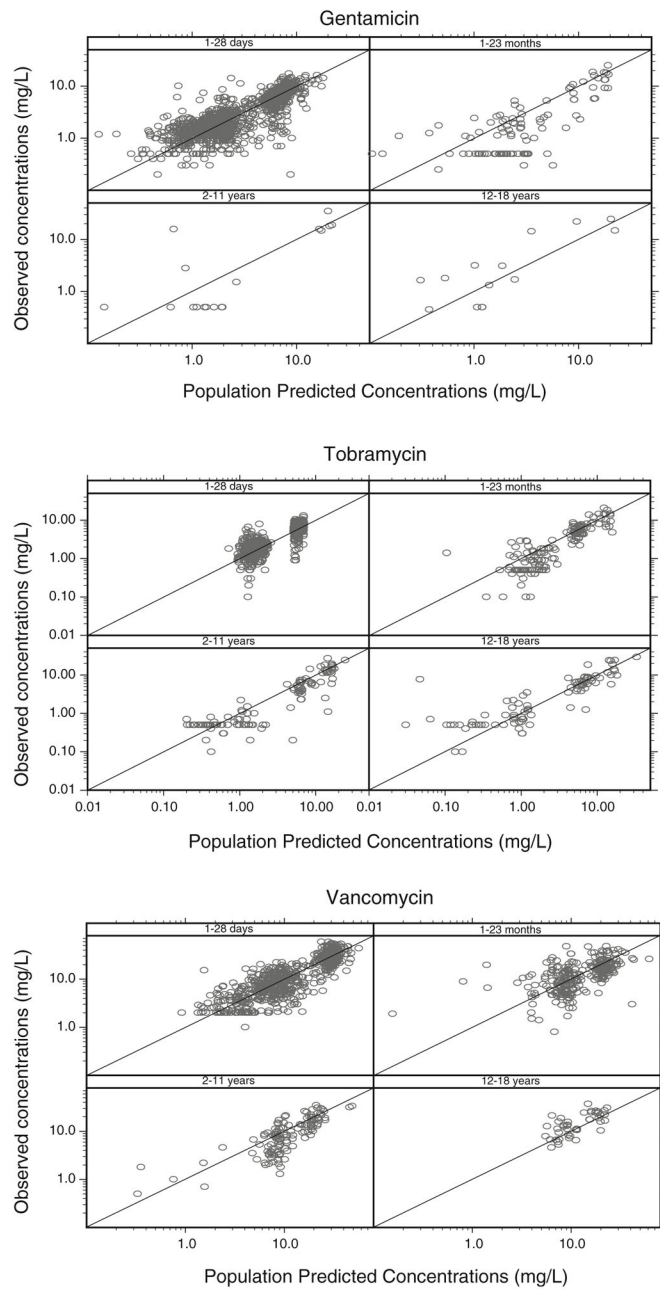 Gentamicin
1-28 days
1-23 months
10.0
1.0
2-11 years
12-18 years
10.0
1.0
1.0
10.0
1.0
10.0
Observed concentrations (mg/L)
Population Predicted Concentrations (mg/L)
Tobramycin
1-28 days
1-23 months
10.00
1.00
0.10
0.01
2-11 years
12-18 years
10.00
1.00
0.10
0.01
0.01
0.10
1.00
10.00
0.01
0.10
1.00
10.00
Observed concentrations (mg/L)
Population Predicted Concentrations (mg/L)
Vancomycin
1-28 days
1-23 months
10.0
1.0
2-11 years
12-18 years
10.0
1.0
1.0
10.0
1.0
10.0
Observed concentrations (mg/L)
Population Predicted Concentrations (mg/L)